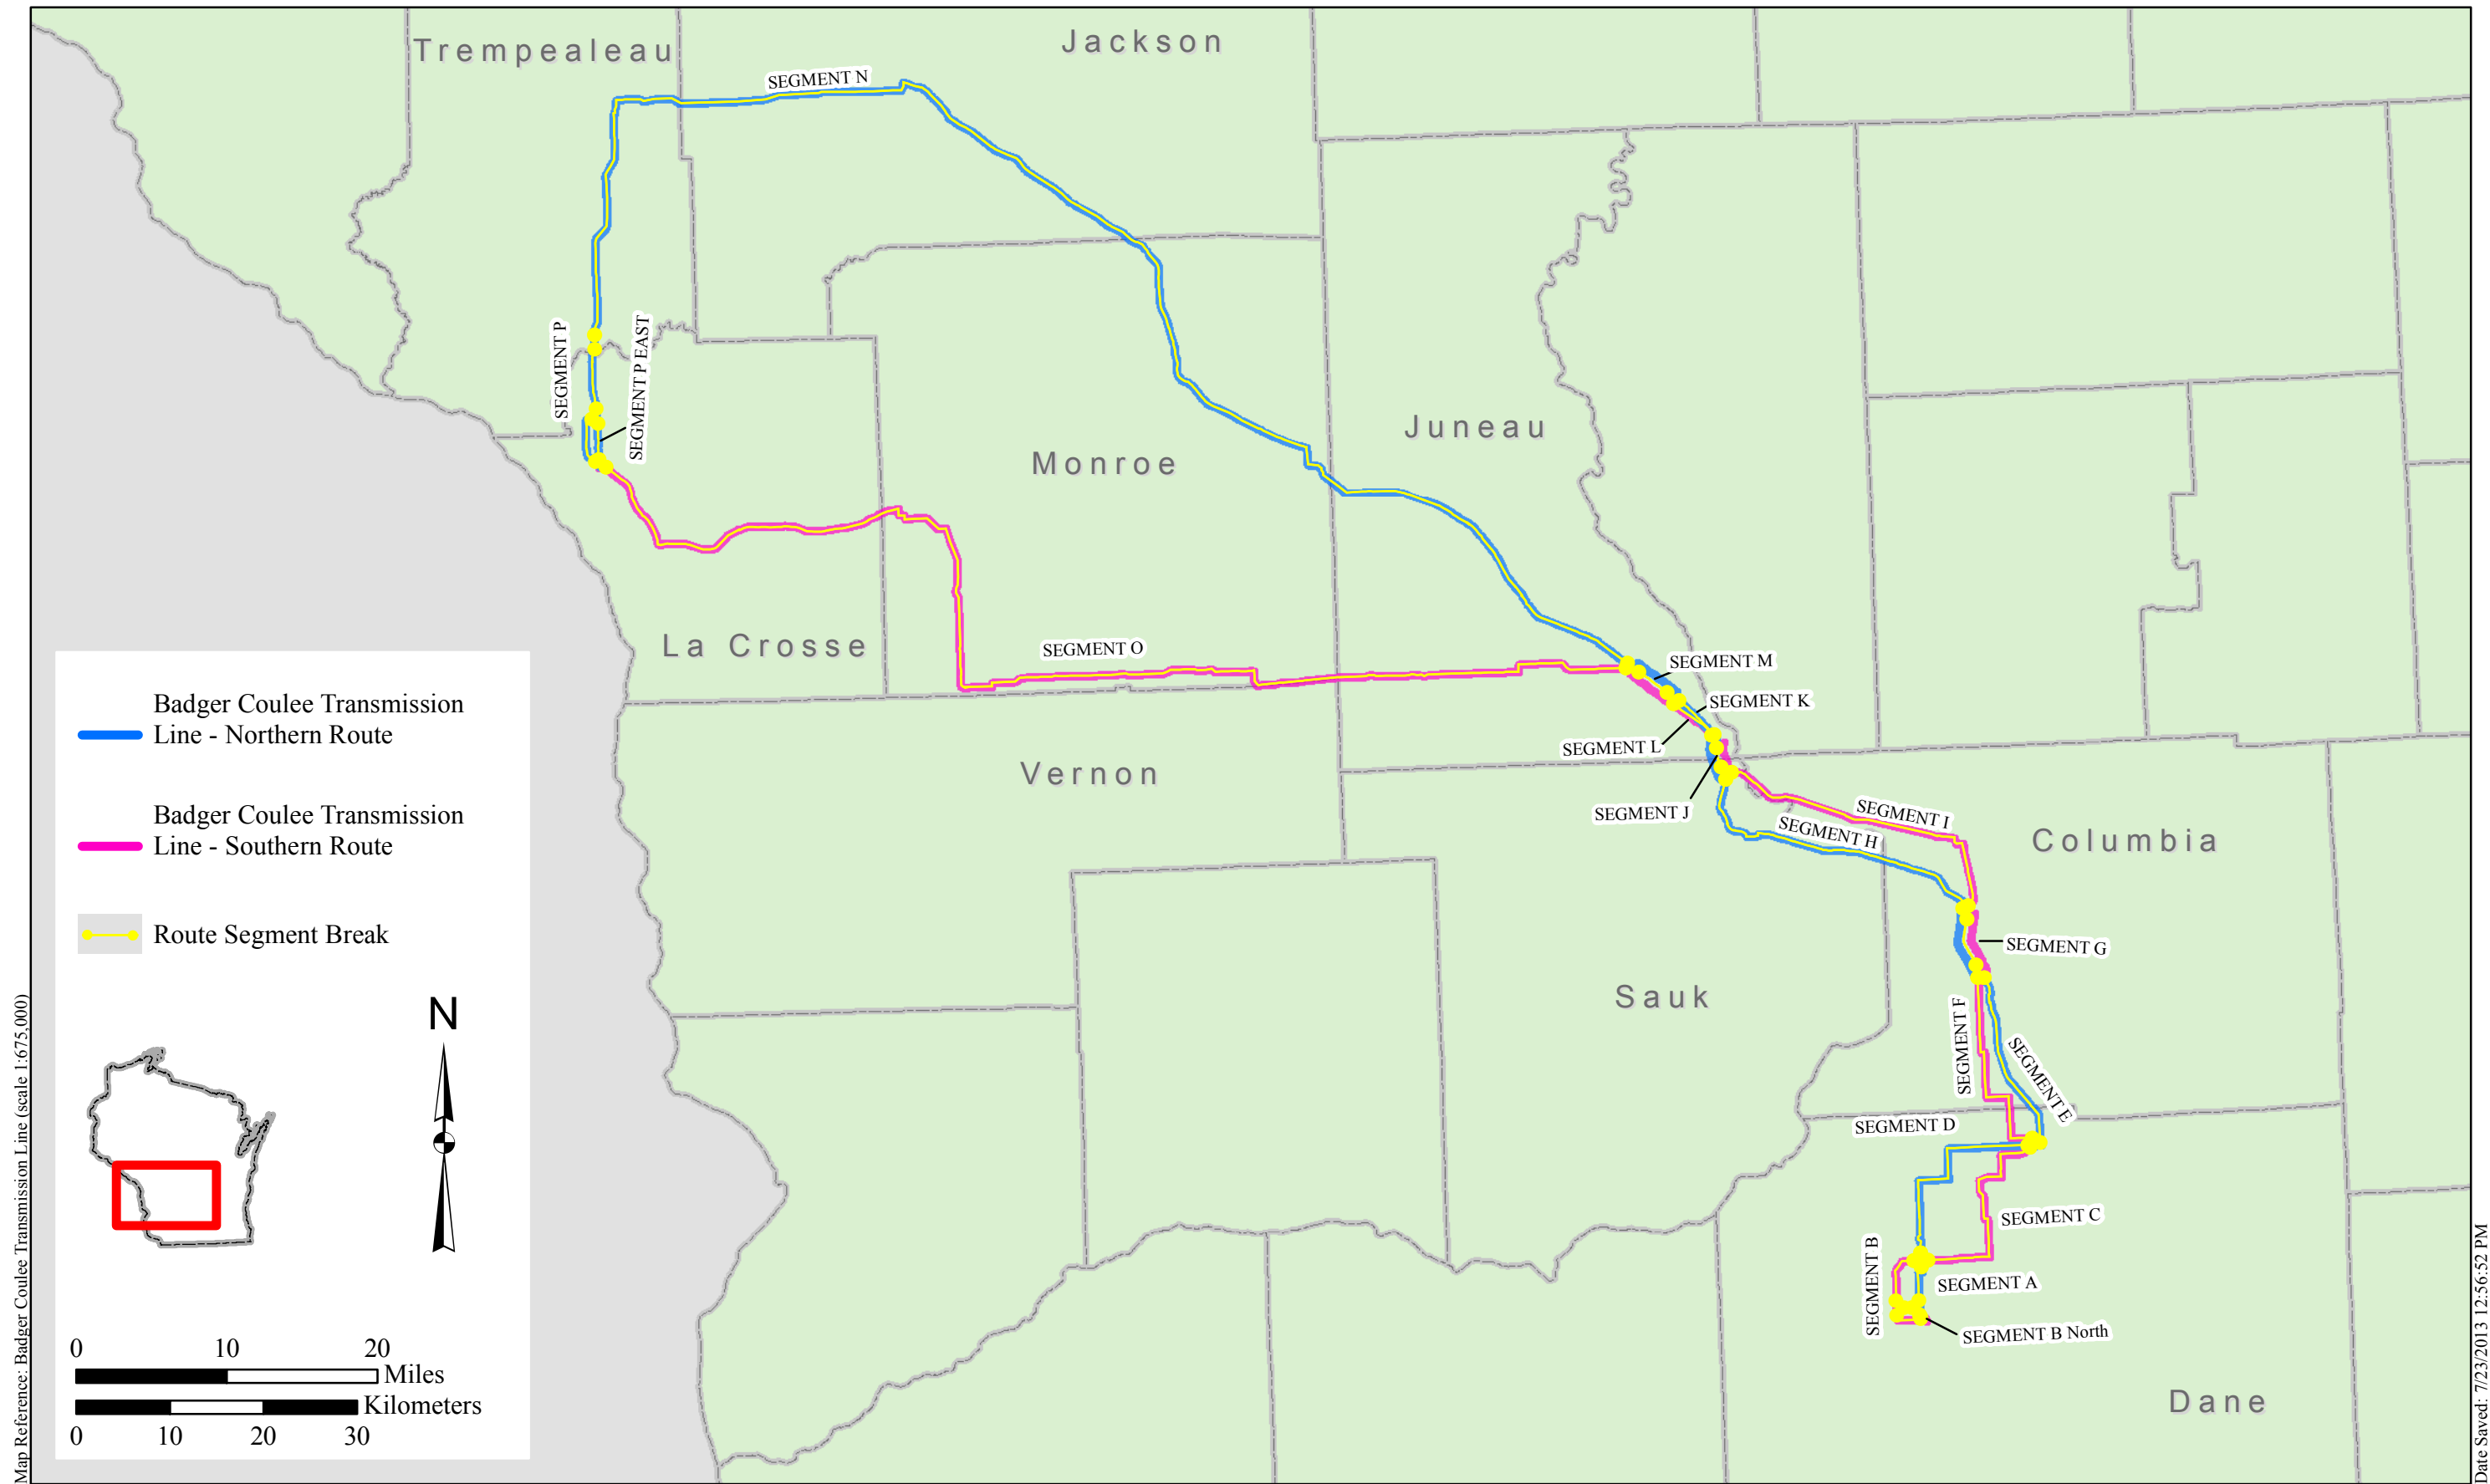 Trempealeau
Jackson
SEGMENT N
SEGMENT P
SEGMENT P EAST
Juneau
Monroe
La Crosse
SEGMENT O
SEGMENT M
SEGMENT K
SEGMENT L
Vernon
SEGMENT J
SEGMENT I
SEGMENT H
Columbia
SEGMENT G
Sauk
SEGMENT F
SEGMENT E
SEGMENT D
SEGMENT C
SEGMENT B
SEGMENT A
SEGMENT B North
Dane
Badger Coulee Transmission
Line - Northern Route
Badger Coulee Transmission
Line - Southern Route
Route Segment Break
N
0 10 20
Miles
Kilometers
0 10 20 30
Map Reference: Badger Coulee Transmission Line (scale 1:675,000)
Date Saved: 7/23/2013 12:56:52 PM